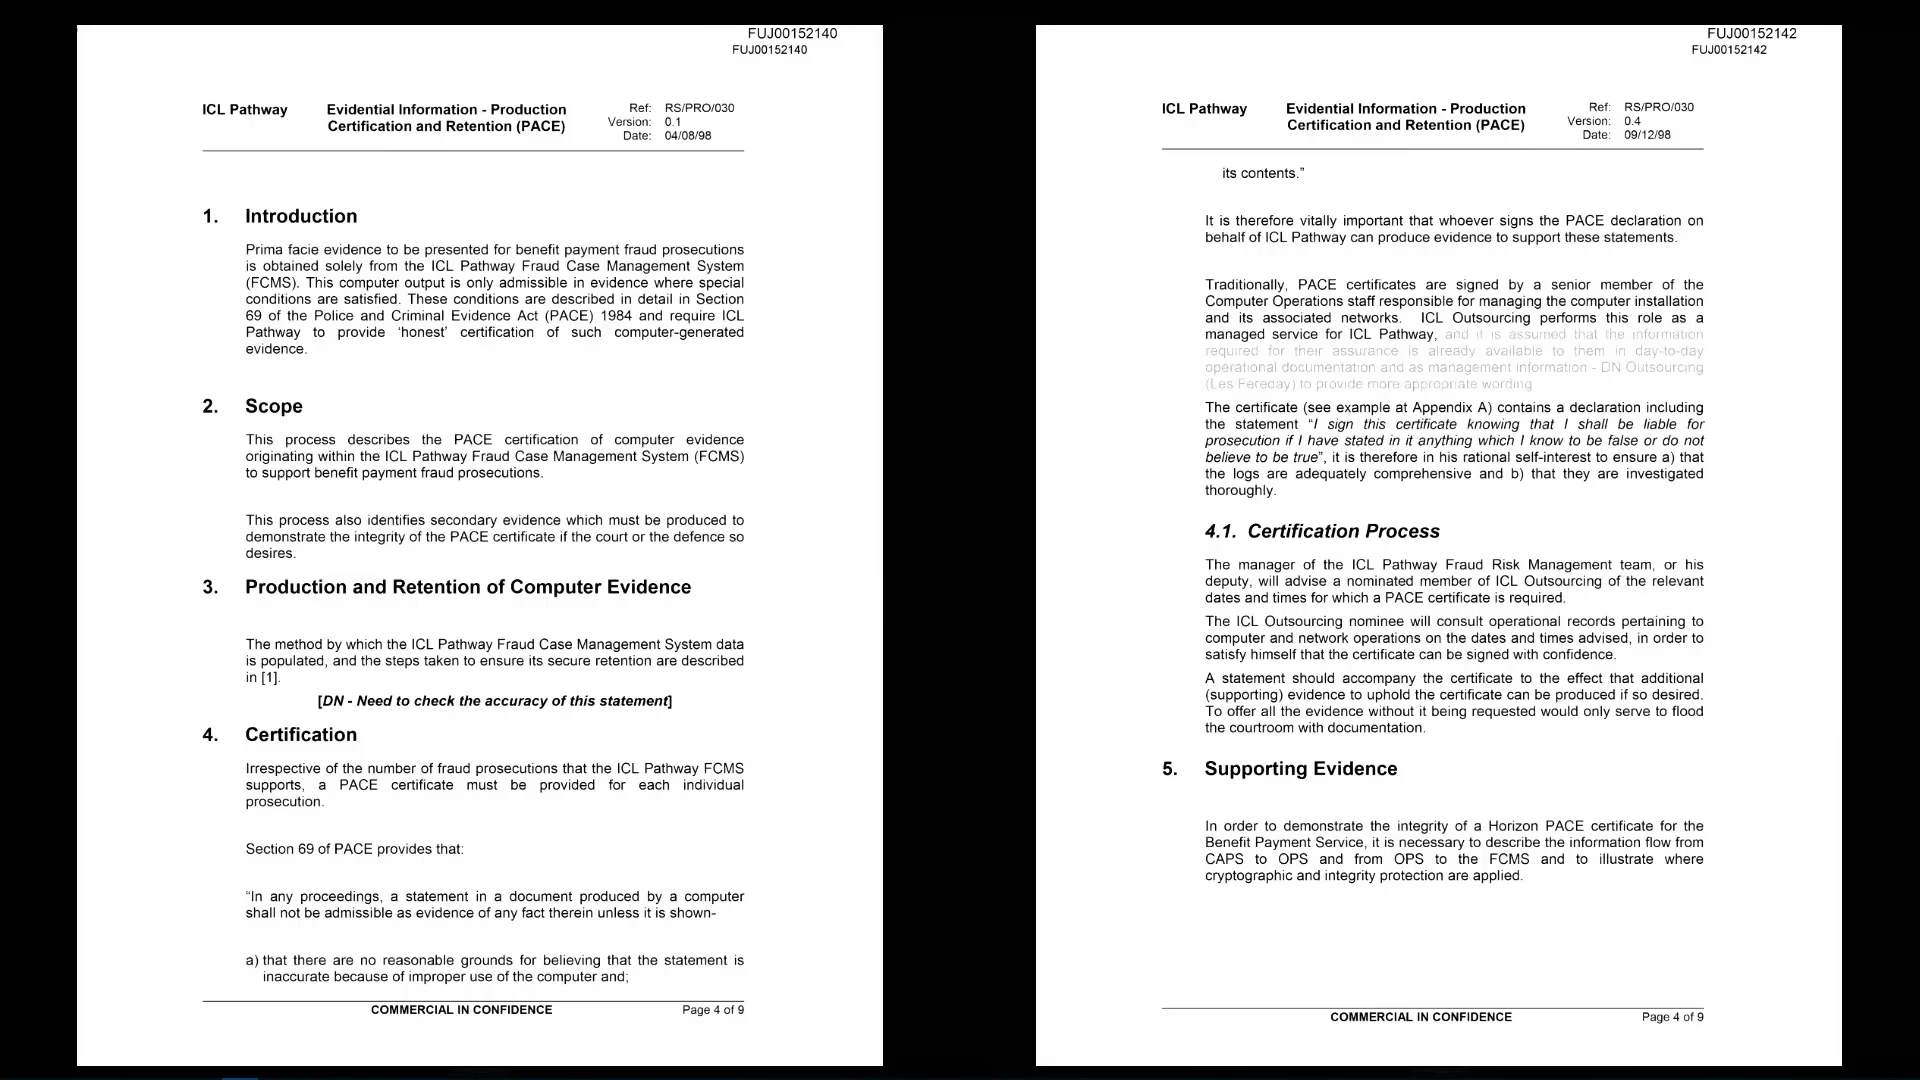 FUJ00152140
FUJ00152140
ICL Pathway
Evidential Information - Production
Certification and Retention (PACE)
Ref: RS/PRO/030
Version: 0.1
Date: 04/08/98
1. Introduction
Prima facie evidence to be presented for benefit payment fraud prosecutions
is obtained solely from the ICL Pathway Fraud Case Management System
(FCMS). This computer output is only admissible in evidence where special
conditions are satisfied. These conditions are described in detail in Section
69 of the Police and Criminal Evidence Act (PACE) 1984 and require ICL
Pathway to provide ‘honest’ certification of such computer-generated
evidence.
2. Scope
This process describes the PACE certification of computer evidence
originating within the ICL Pathway Fraud Case Management System (FCMS)
to support benefit payment fraud prosecutions.
This process also identifies secondary evidence which must be produced to
demonstrate the integrity of the PACE certificate if the court or the defence so
desires.
3. Production and Retention of Computer Evidence
The method by which the ICL Pathway Fraud Case Management System data
is populated, and the steps taken to ensure its secure retention are described
in [1].
[DN - Need to check the accuracy of this statement]
4. Certification
Irrespective of the number of fraud prosecutions that the ICL Pathway FCMS
supports, a PACE certificate must be provided for each individual
prosecution.
Section 69 of PACE provides that:
“In any proceedings, a statement in a document produced by a computer
shall not be admissible as evidence of any fact therein unless it is shown-
a) that there are no reasonable grounds for believing that the statement is
inaccurate because of improper use of the computer and;
COMMERCIAL IN CONFIDENCE
Page 4 of 9
FUJ00152142
FUJ00152142
ICL Pathway
Evidential Information - Production
Certification and Retention (PACE)
Ref: RS/PRO/030
Version: 0.4
Date: 09/12/98
its contents.”
It is therefore vitally important that whoever signs the PACE declaration on
behalf of ICL Pathway can produce evidence to support these statements.
Traditionally, PACE certificates are signed by a senior member of the
Computer Operations staff responsible for managing the computer installation
and its associated networks. ICL Outsourcing performs this role as a
managed service for ICL Pathway, and it is assumed that the information
required for their assurance is already available to them in day-to-day
operational documentation and as management information - DN Outsourcing
(Les Fereday) to provide more appropriate wording
The certificate (see example at Appendix A) contains a declaration including
the statement “I sign this certificate knowing that I shall be liable for
prosecution if I have stated in it anything which I know to be false or do not
believe to be true”, it is therefore in his rational self-interest to ensure a) that
the logs are adequately comprehensive and b) that they are investigated
thoroughly.
4.1. Certification Process
The manager of the ICL Pathway Fraud Risk Management team, or his
deputy, will advise a nominated member of ICL Outsourcing of the relevant
dates and times for which a PACE certificate is required.
The ICL Outsourcing nominee will consult operational records pertaining to
computer and network operations on the dates and times advised, in order to
satisfy himself that the certificate can be signed with confidence.
A statement should accompany the certificate to the effect that additional
(supporting) evidence to uphold the certificate can be produced if so desired.
To offer all the evidence without it being requested would only serve to flood
the courtroom with documentation.
5. Supporting Evidence
In order to demonstrate the integrity of a Horizon PACE certificate for the
Benefit Payment Service, it is necessary to describe the information flow from
CAPS to OPS and from OPS to the FCMS and to illustrate where
cryptographic and integrity protection are applied.
COMMERCIAL IN CONFIDENCE
Page 4 of 9